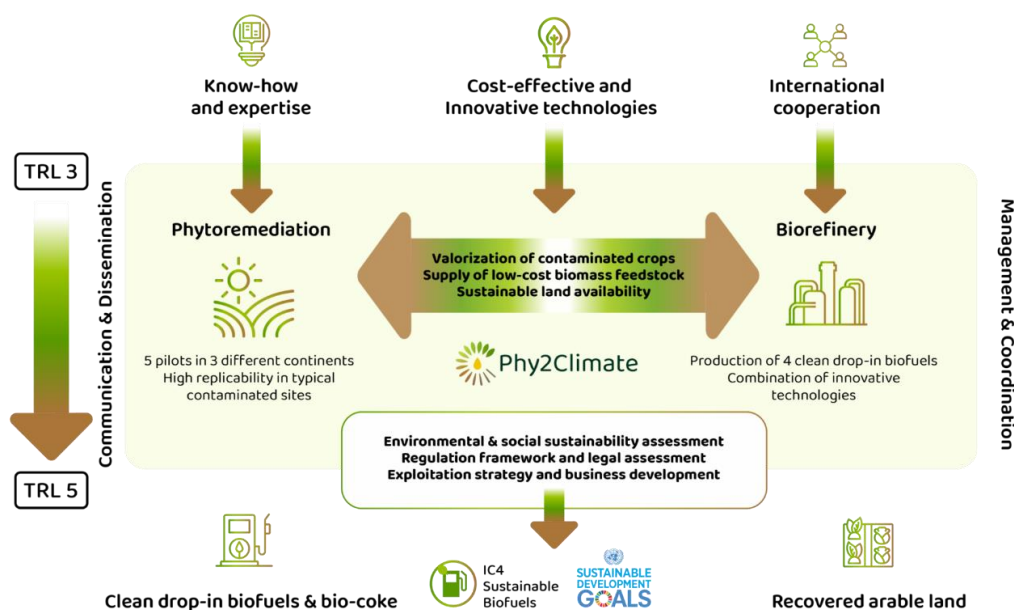 Know-how
and expertise
Cost-effective and
Innovative technologies
International
cooperation
TRL 3
Communication & Dissemination
TRL 5
Phytoremediation
5 pilots in 3 different continents
High replicability in typical
contaminated sites
Valorization of contaminated crops
Supply of low-cost biomass feedstock
Sustainable land availability
Phy2Climate
Biorefinery
Production of 4 clean drop-in biofuels
Combination of innovative
technologies
Management & Coordination
Environmental & social sustainability assessment
Regulation framework and legal assessment
Exploitation strategy and business development
Clean drop-in biofuels & bio-coke
IC4
Sustainable
Biofuels
SUSTAINABLE
DEVELOPMENT
GOALS
Recovered arable land